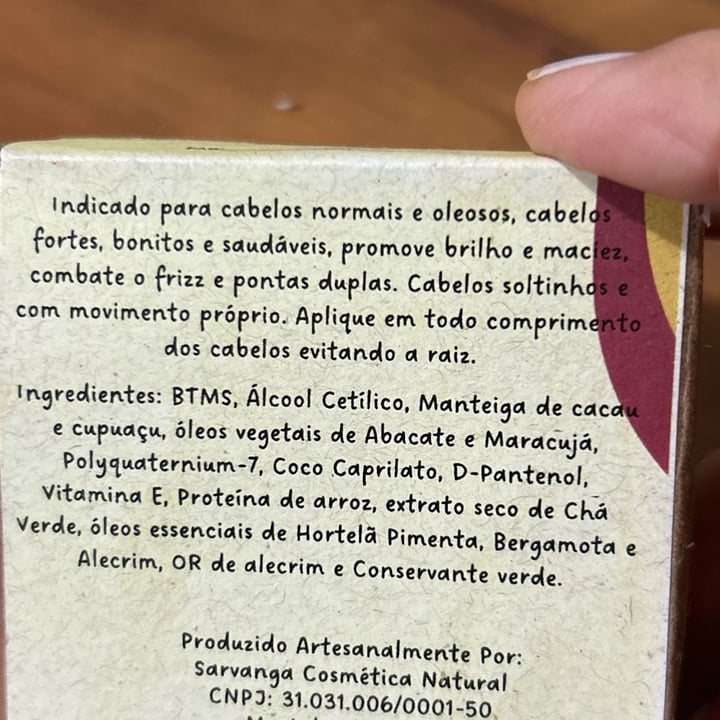 Indicado para cabelos normais e oleosos, cabelos
fortes, bonitos e saudáveis, promove brilho e maciez,
combate o frizz e pontas duplas. Cabelos soltinhos e
com movimento próprio. Aplique em todo comprimento
dos cabelos evitando a raiz.
Ingredientes: BTMS, Álcool Cetílico, Manteiga de cacau
e cupuaçu, óleos vegetais de Abacate e Maracujá,
Polyquaternium-7, Coco Caprilato, D-Pantenol,
Vitamina E, Proteína de arroz, extrato seco de Chá
Verde, óleos essenciais de Hortelã Pimenta, Bergamota e
Alecrim, OR de alecrim e Conservante verde.
Produzido Artesanalmente Por:
Sarvanga Cosmética Natural
CNPJ: 31.031.006/0001-50